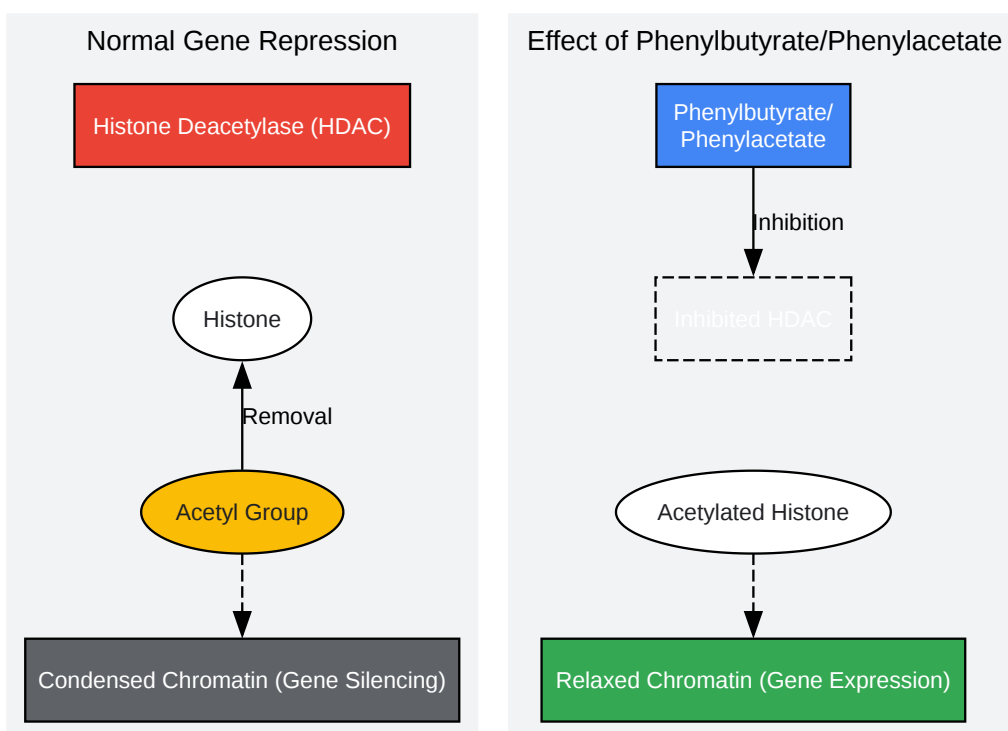 Normal Gene Repression
Histone Deacetylase (HDAC)
Histone
Removal
Acetyl Group
Condensed Chromatin (Gene Silencing)
Effect of Phenylbutyrate/Phenylacetate
Phenylbutyrate/
Phenylacetate
Inhibition
Inhibited HDAC
Acetylated Histone
Relaxed Chromatin (Gene Expression)